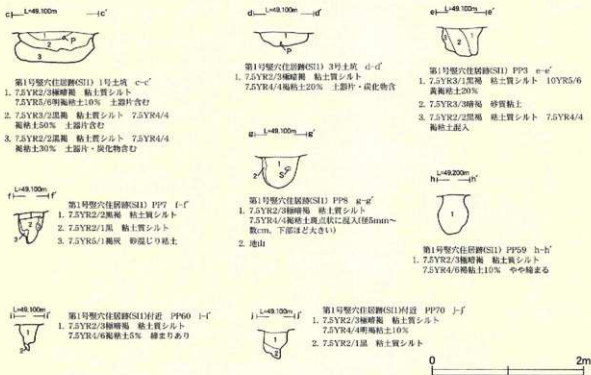 c L=49.100m c'
1
2
3
P
第1号竪穴住居跡(SI1) 1号土坑 c-c'
1. 7.5YR2/3極暗褐 粘土質シルト
7.5YR5/6明褐粘土10% 土器片含む
2. 7.5YR3/2黒褐 粘土質シルト 7.5YR4/4
褐粘土50% 土器片含む
3. 7.5YR2/2黒褐 粘土質シルト 7.5YR4/4
褐粘土30% 土器片・炭化物含む
d L=49.100m d'
1
P
第1号竪穴住居跡(SI1) 3号土坑 d-d'
1. 7.5YR2/3極暗褐 粘土質シルト
7.5YR4/4褐粘土20% 土器片・炭化物含
e L=49.100m e'
3
2
1
第1号竪穴住居跡(SI1) PP3 e-e'
1. 7.5YR3/1黒褐 粘土質シルト 10YR5/6
黄褐粘土20%
2. 7.5YR3/3暗褐 砂質粘土
3. 7.5YR2/2黒褐 粘土質シルト 7.5YR4/4
褐粘土混入
f L=49.100m f'
1
2
3
第1号竪穴住居跡(SI1) PP7 f-f'
1. 7.5YR2/2黒褐 粘土質シルト
2. 7.5YR2/1黒 粘土質シルト
3. 7.5YR5/1褐灰 砂混じり粘土
g L=49.100m g'
2
1
S
第1号竪穴住居跡(SI1) PP8 g-g'
1. 7.5YR2/3極暗褐 粘土質シルト
7.5YR4/4褐粘土斑点状に混入(径5mm〜
数cm、下部ほど大きい)
2. 地山
h L=49.200m h'
1
第1号竪穴住居跡(SI1) PP59 h-h'
1. 7.5YR2/3極暗褐 粘土質シルト
7.5YR4/6褐粘土10% やや締まる
i L=49.100m i'
1
2
第1号竪穴住居跡(SI1)付近 PP60 i-i'
1. 7.5YR2/3極暗褐 粘土質シルト
7.5YR4/6褐粘土5% 締まりあり
j L=49.100m j'
1
2
第1号竪穴住居跡(SI1)付近 PP70 j-j'
1. 7.5YR2/3極暗褐 粘土質シルト
7.5YR4/4明褐粘土10%
2. 7.5YR2/1黒 粘土質シルト
0 2m